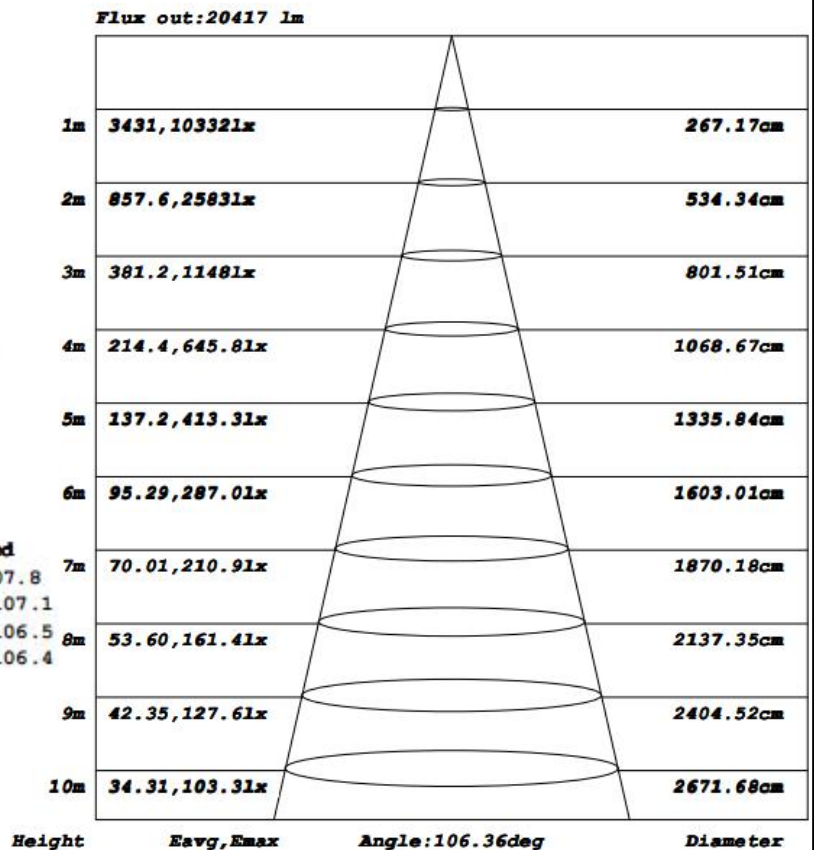 Flux out:20417 lm
1m 3431,10332lx 267.17cm
2m 857.6,2583lx 534.34cm
3m 381.2,1148lx 801.51cm
4m 214.4,645.8lx 1068.67cm
5m 137.2,413.3lx 1335.84cm
6m 95.29,287.0lx 1603.01cm
7m 70.01,210.9lx 1870.18cm
8m 53.60,161.4lx 2137.35cm
9m 42.35,127.6lx 2404.52cm
10m 34.31,103.3lx 2671.68cm
Height Eavg,Emax Angle:106.36deg Diameter